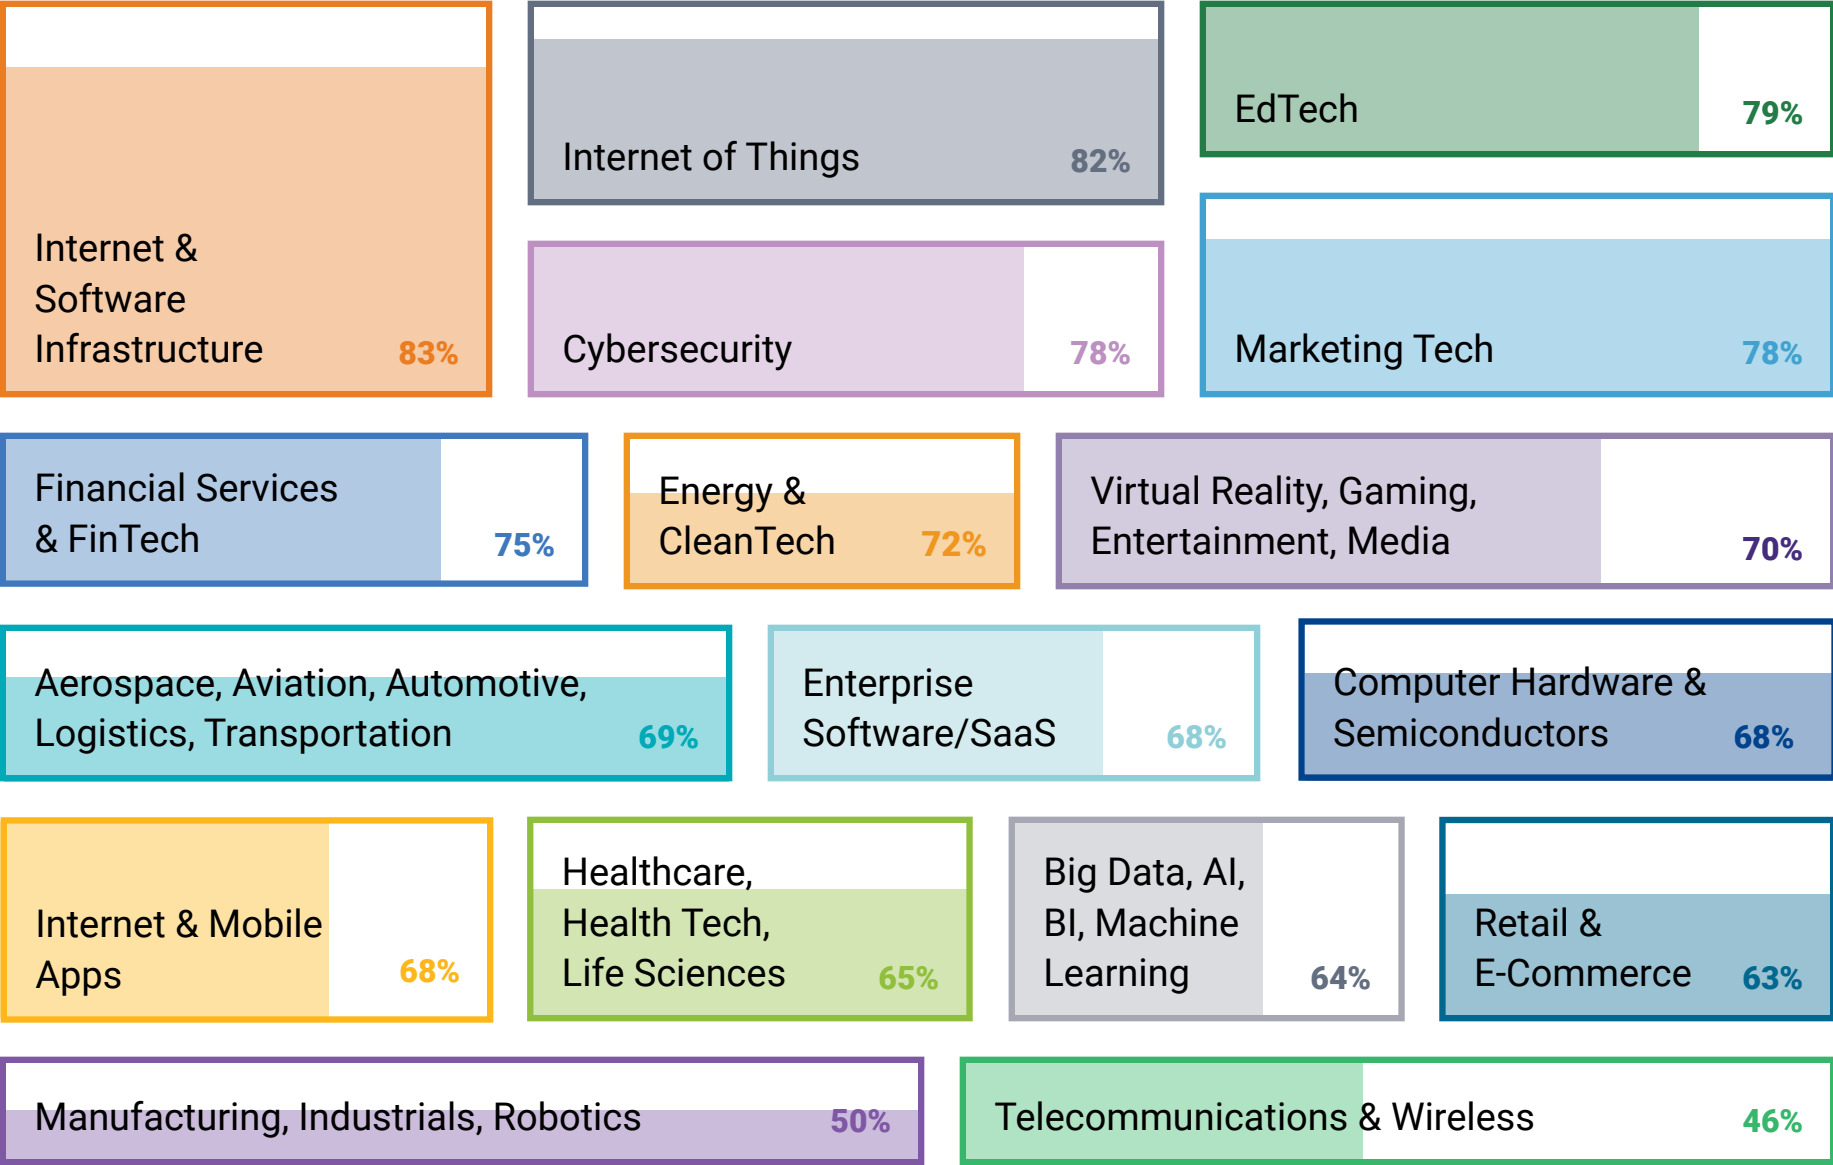 Internet &
Software
Infrastructure 83%
Internet of Things 82%
EdTech 79%
Cybersecurity 78%
Marketing Tech 78%
Financial Services
& FinTech 75%
Energy &
CleanTech 72%
Virtual Reality, Gaming,
Entertainment, Media 70%
Aerospace, Aviation, Automotive,
Logistics, Transportation 69%
Enterprise
Software/SaaS 68%
Computer Hardware &
Semiconductors 68%
Internet & Mobile
Apps 68%
Healthcare,
Health Tech,
Life Sciences 65%
Big Data, AI,
BI, Machine
Learning 64%
Retail &
E-Commerce 63%
Manufacturing, Industrials, Robotics 50%
Telecommunications & Wireless 46%